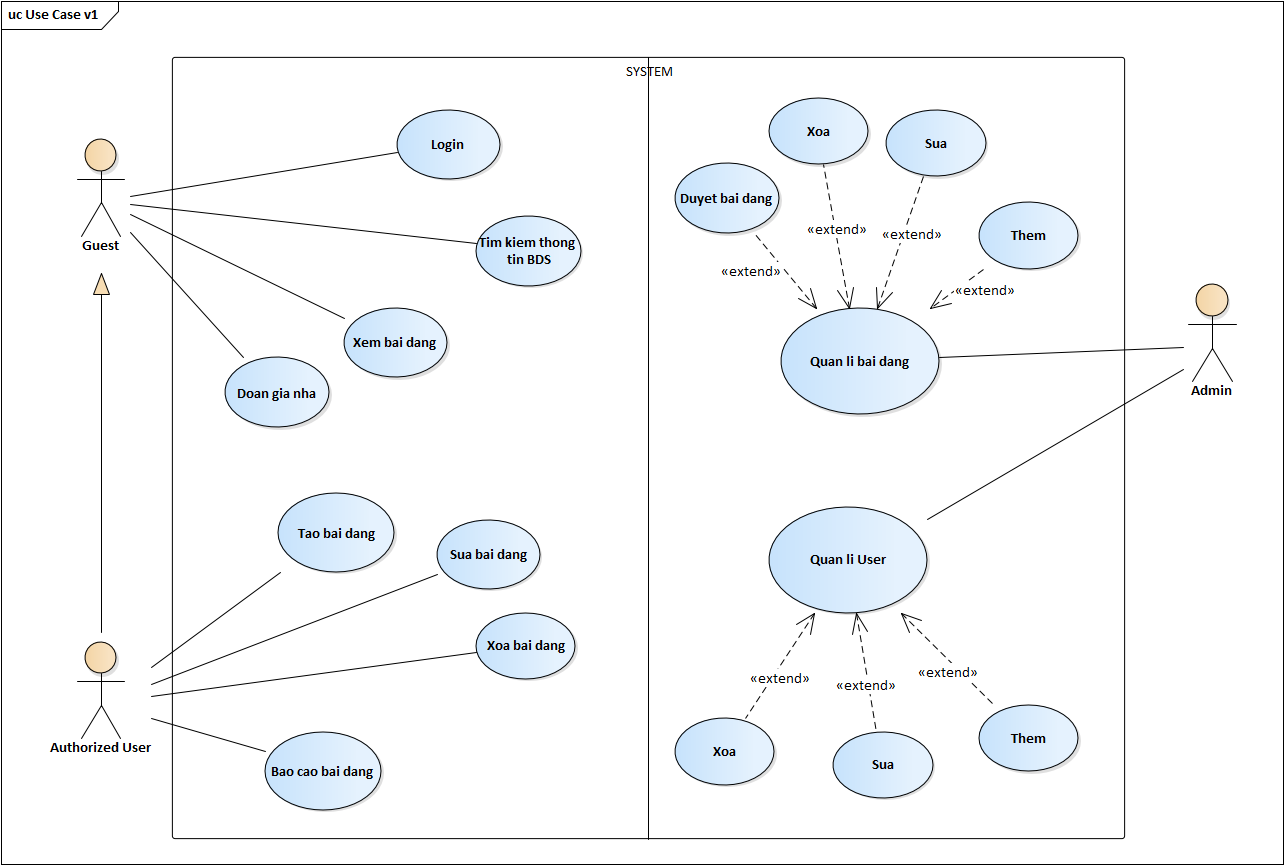 uc Use Case v1
SYSTEM
Login
Guest
Tim kiem thong
tin BDS
Xem bai dang
Doan gia nha
Tao bai dang
Sua bai dang
Xoa bai dang
Authorized User
Bao cao bai dang
Xoa
Sua
Duyet bai dang
Them
«extend»
«extend»
«extend»
«extend»
Quan li bai dang
Admin
Quan li User
«extend»
«extend»
«extend»
Xoa
Sua
Them